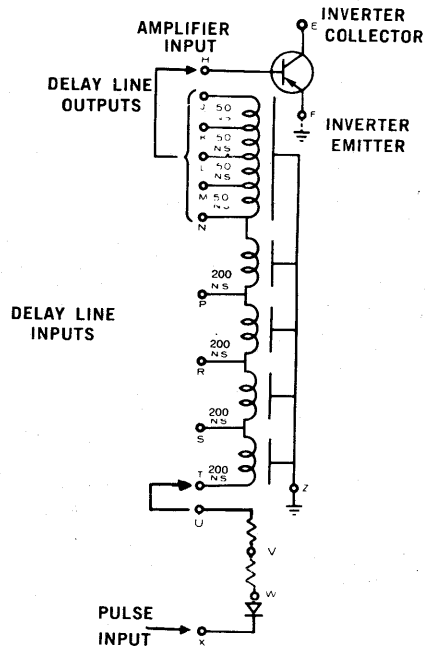 INVERTER
COLLECTOR
E
AMPLIFIER
INPUT
H
DELAY LINE
OUTPUTS
J
50
F
INVERTER
EMITTER
K
50
NS
L
50
NS
M
50
N
200
NS
P
DELAY LINE
INPUTS
200
NS
R
200
NS
S
200
NS
T
Z
U
V
W
PULSE
INPUT
X